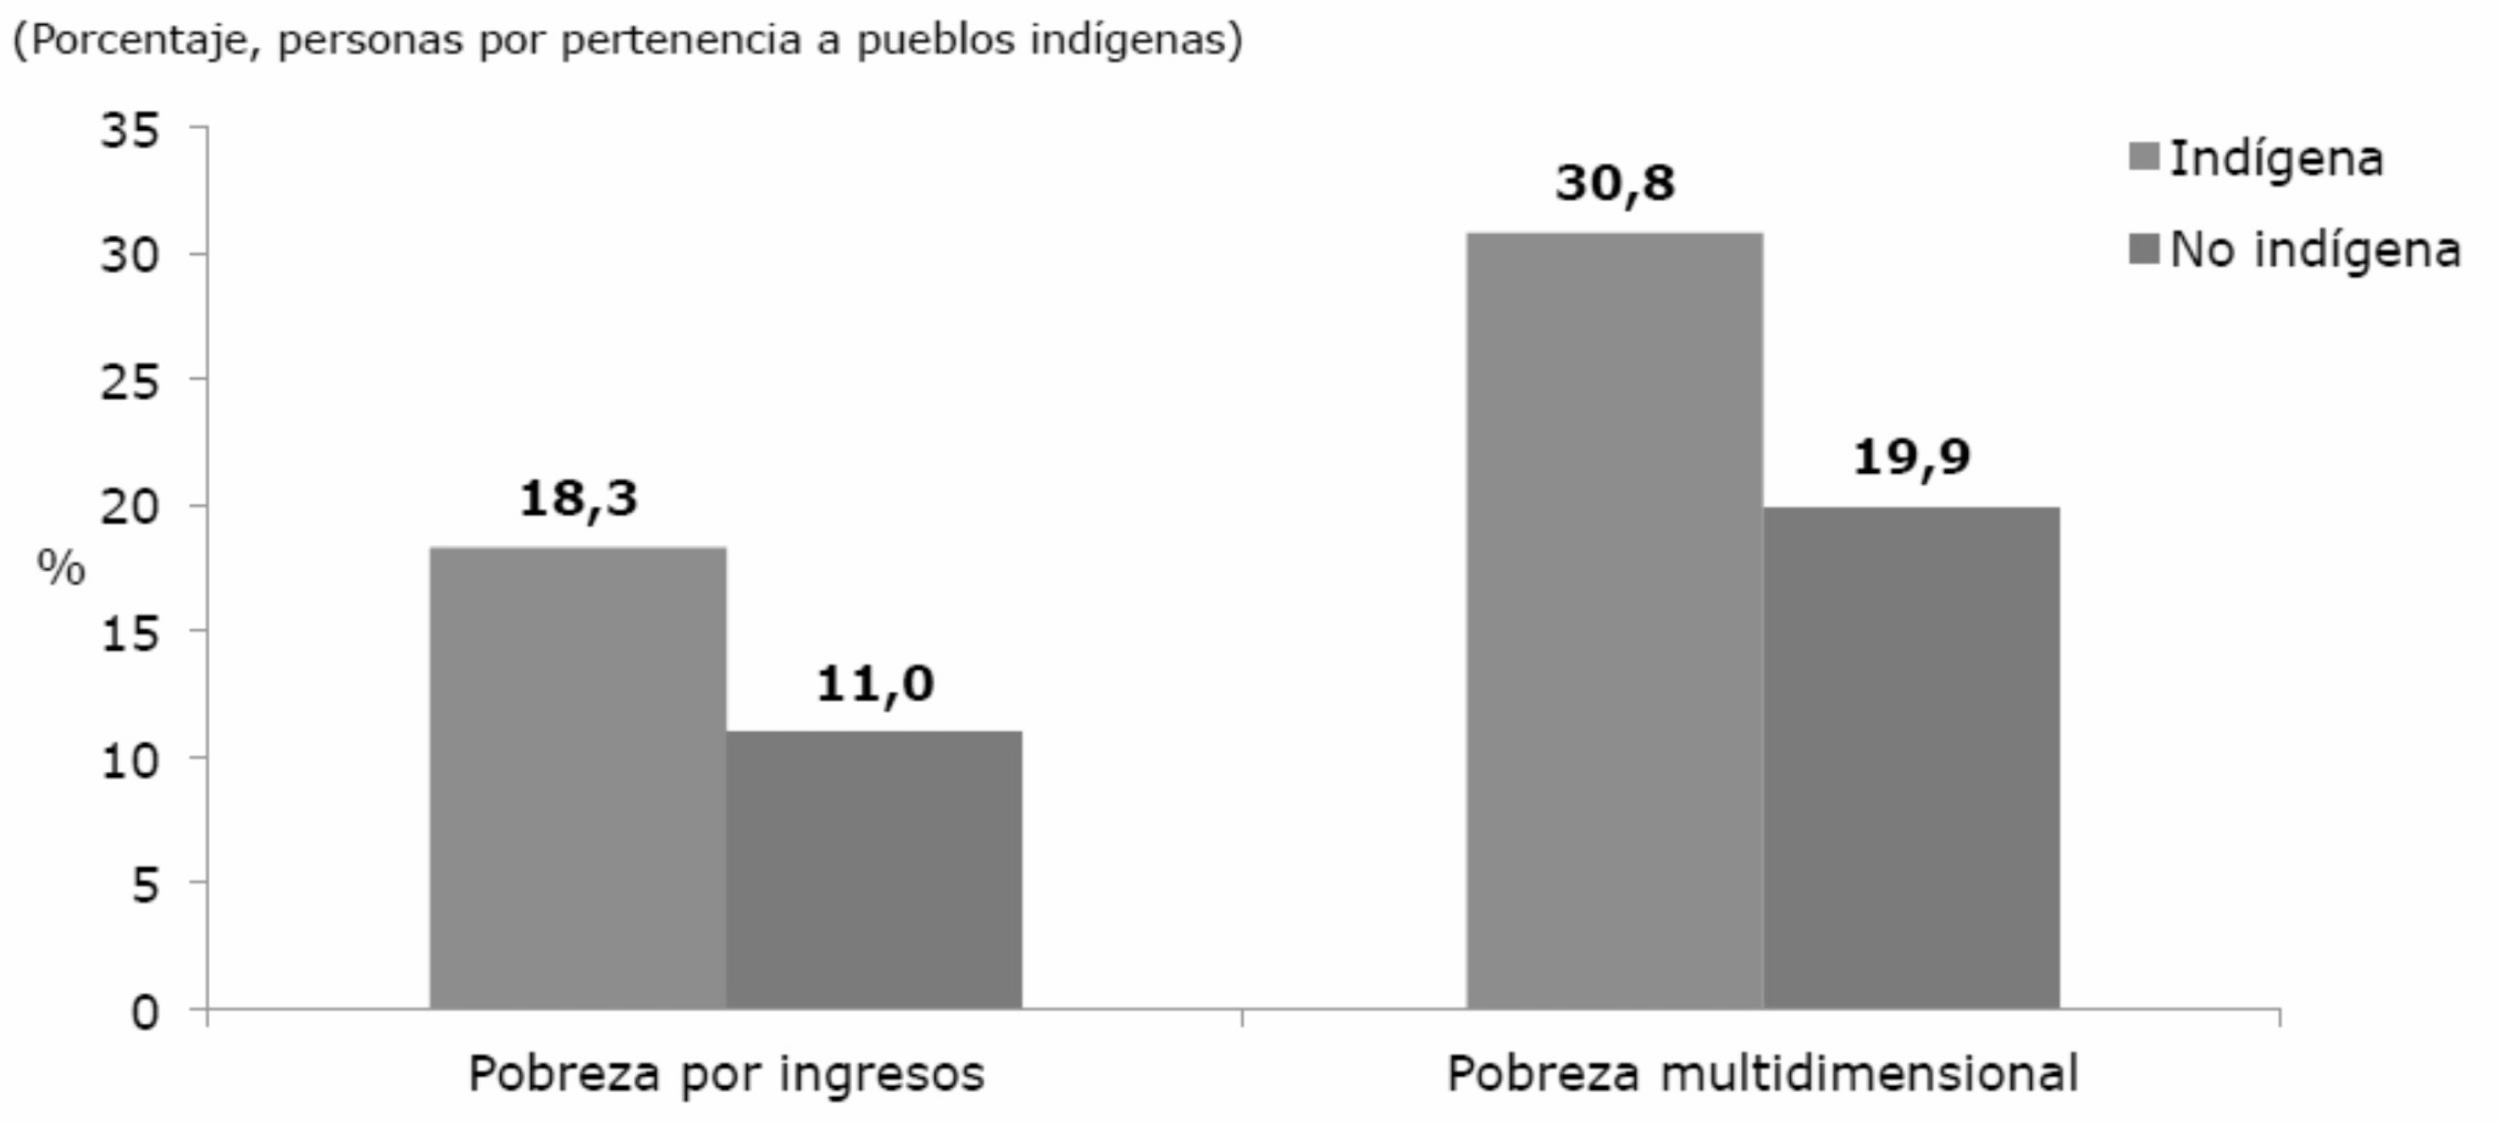 (Porcentaje, personas por pertenencia a pueblos indígenas)
35
30
25
20
%
15
10
5
0
18,3
11,0
30,8
19,9
Indígena
No indígena
Pobreza por ingresos
Pobreza multidimensional